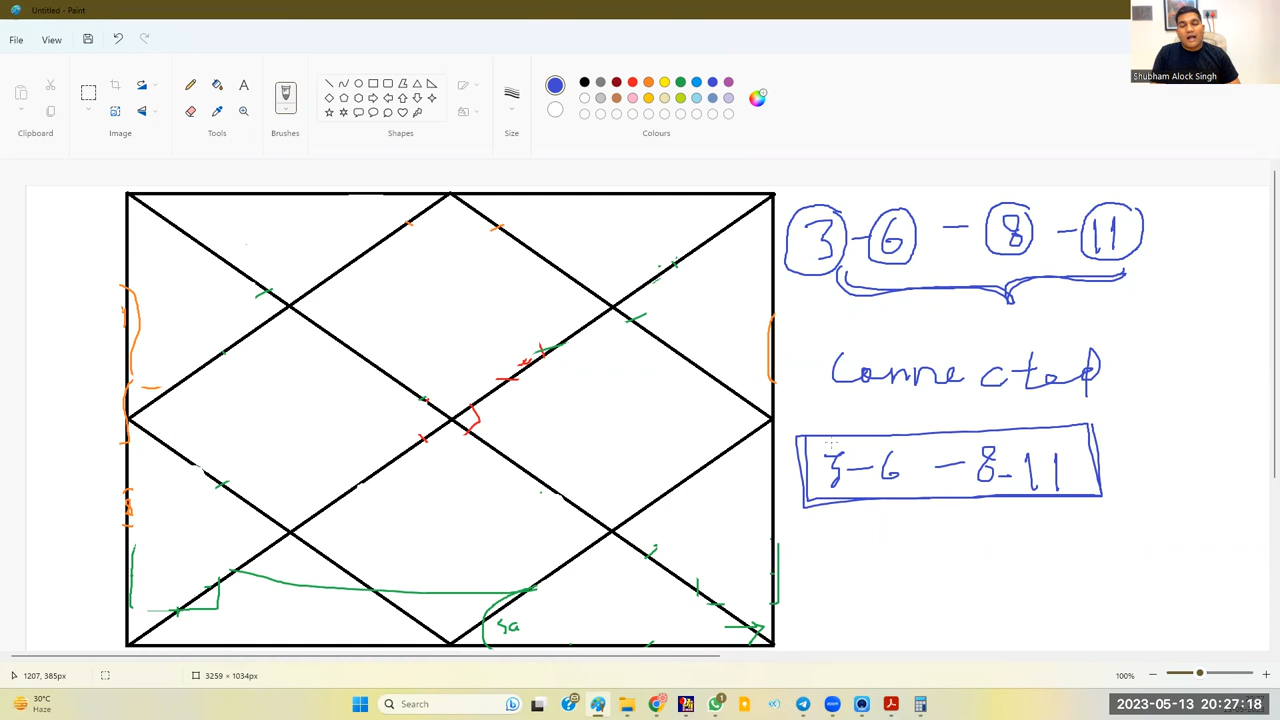 Untitled - Paint
Shubham Alock Singh
File View
Clipboard Image Tools Brushes Shapes Size Colours
3 - 6 - 8 - 11
connected
3 - 6 - 8 - 11
sa
1207, 385px 3259 × 1034px 100%
30°C
Haze
Search
1
2023-05-13 20:27:18